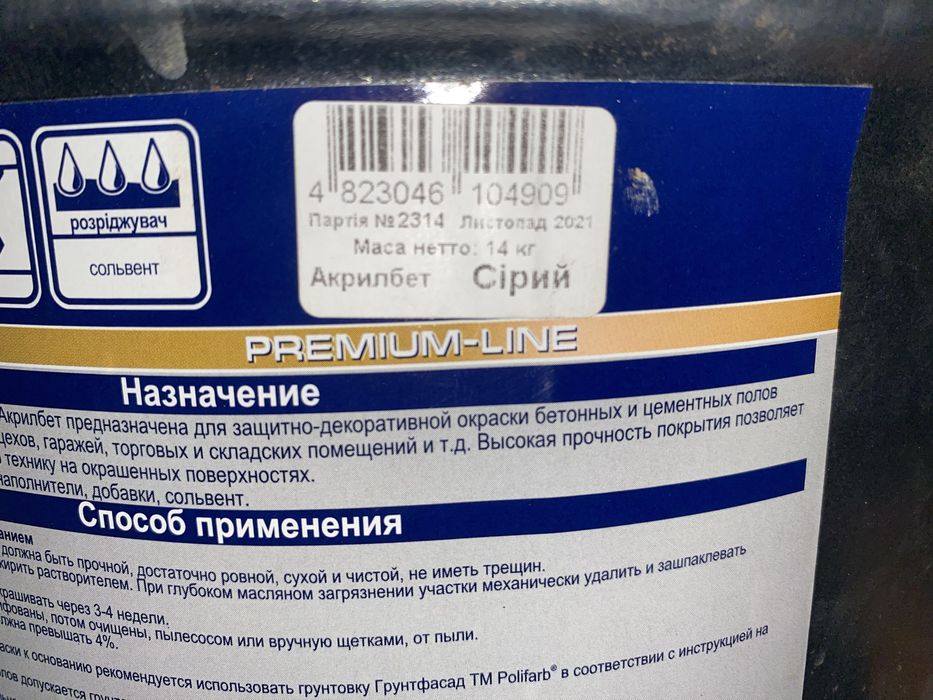 розріджувач
сольвент
4 823046 104909
Партія №2314 Листопад 2021
Маса нетто: 14 кг
Акрилбет Сірий
PREMIUM-LINE
Назначение
Акрилбет предназначена для защитно-декоративной окраски бетонных и цементных полов
цехов, гаражей, торговых и складских помещений и т.д. Высокая прочность покрытия позволяет
технику на окрашенных поверхностях.
наполнители, добавки, сольвент.
Способ применения
должна быть прочной, достаточно ровной, сухой и чистой, не иметь трещин.
растворителем. При глубоком масляном загрязнении участки механически удалить и зашпаклевать
через 3-4 недели.
потом очищены, пылесосом или вручную щетками, от пыли.
превышать 4%.
к основанию рекомендуется использовать грунтовку Грунтфасад ТМ Polifarb® в соответствии с инструкцией на
допускается